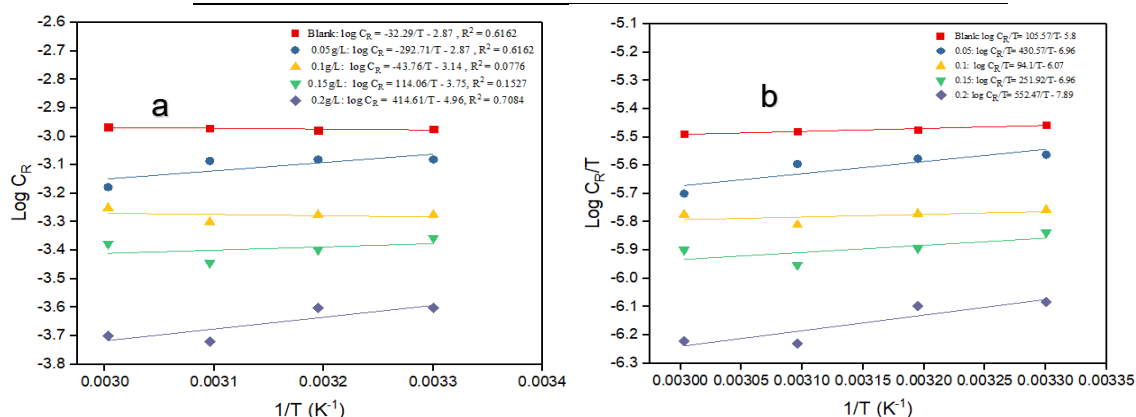 Blank: log C_R = -32.29/T - 2.87 , R² = 0.6162
0.05g/L: log C_R = -292.71/T - 2.87 , R² = 0.6162
0.1g/L: log C_R = -43.76/T - 3.14 , R² = 0.0776
0.15g/L: log C_R = 114.06/T - 3.75, R² = 0.1527
0.2g/L: log C_R = 414.61/T - 4.96, R² = 0.7084
a
-2.6
-2.7
-2.8
-2.9
-3.0
-3.1
-3.2
-3.3
-3.4
-3.5
-3.6
-3.7
-3.8
Log C_R
0.0030
0.0031
0.0032
0.0033
0.0034
1/T (K⁻¹)
Blank: log C_R/T= 105.57/T- 5.8
0.05: log C_R/T= 430.57/T- 6.96
0.1: log C_R/T= 94.1/T- 6.07
0.15: log C_R/T= 251.92/T- 6.96
0.2: log C_R/T= 552.47/T - 7.89
b
-5.1
-5.2
-5.3
-5.4
-5.5
-5.6
-5.7
-5.8
-5.9
-6.0
-6.1
-6.2
-6.3
Log C_R/T
0.00300
0.00305
0.00310
0.00315
0.00320
0.00325
0.00330
0.00335
1/T (K⁻¹)